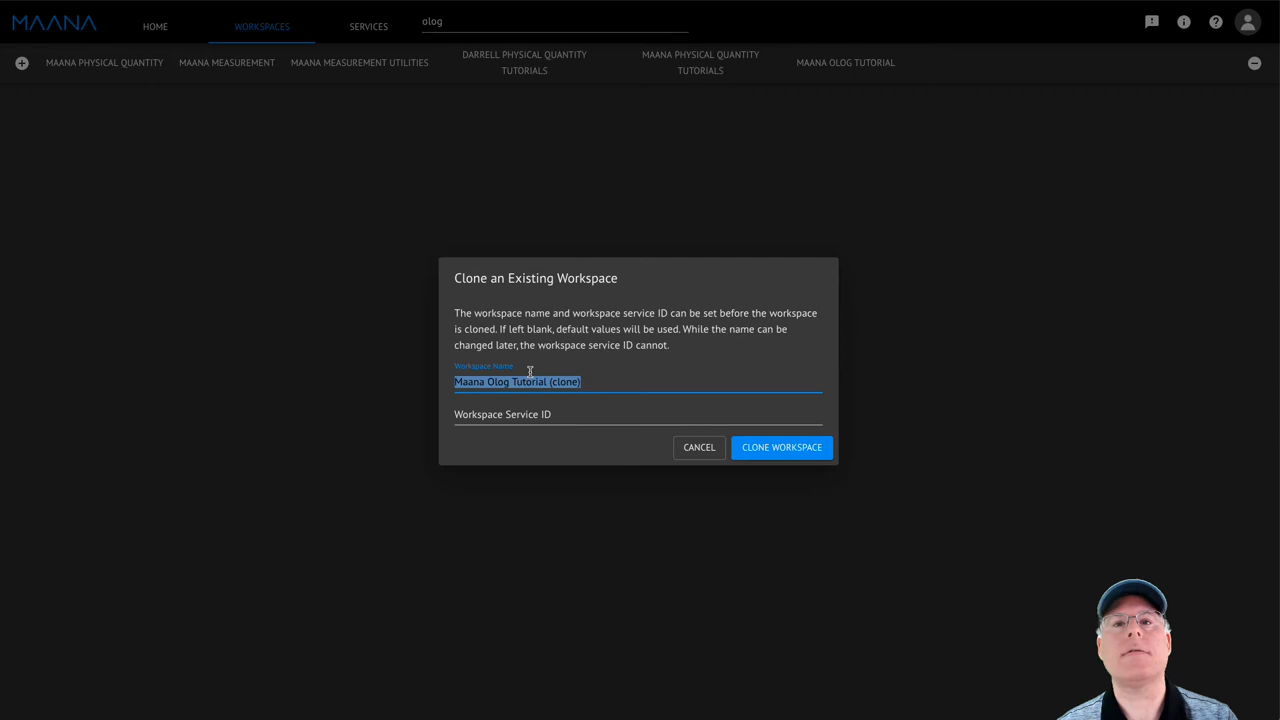 MAANA
HOME
WORKSPACES
SERVICES
olog
MAANA PHYSICAL QUANTITY
MAANA MEASUREMENT
MAANA MEASUREMENT UTILITIES
DARRELL PHYSICAL QUANTITY
TUTORIALS
MAANA PHYSICAL QUANTITY
TUTORIALS
MAANA OLOG TUTORIAL
Clone an Existing Workspace
The workspace name and workspace service ID can be set before the workspace
is cloned. If left blank, default values will be used. While the name can be
changed later, the workspace service ID cannot.
Workspace Name
Maana Olog Tutorial (clone)
Workspace Service ID
CANCEL
CLONE WORKSPACE